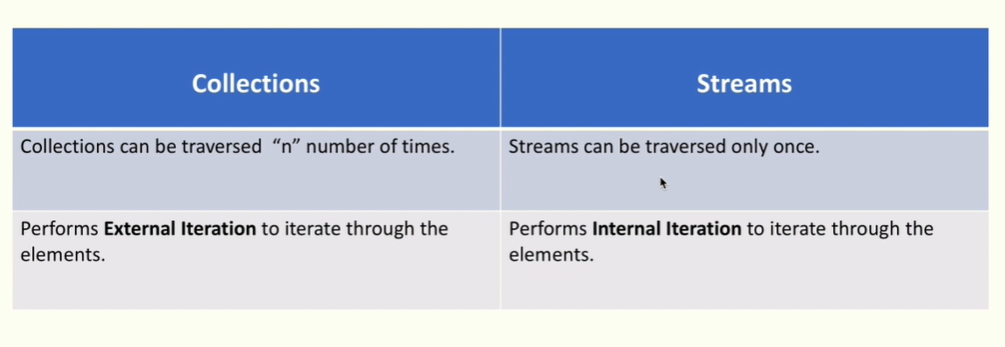 Collections
Streams
Collections can be traversed “n” number of times.
Streams can be traversed only once.
Performs External Iteration to iterate through the
elements.
Performs Internal Iteration to iterate through the
elements.